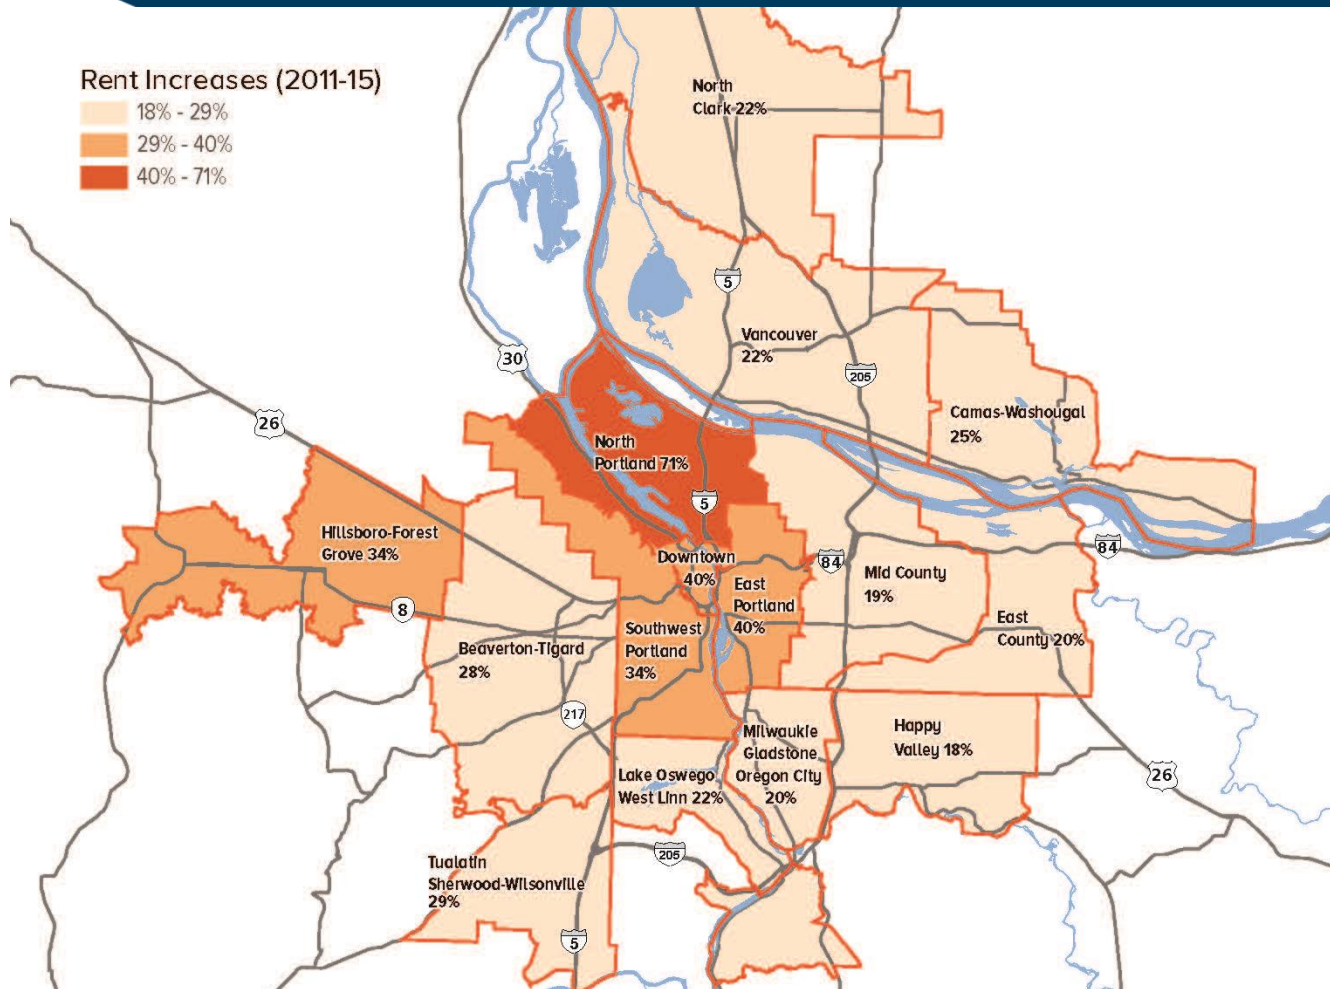 Rent Increases (2011-15)
18% - 29%
29% - 40%
40% - 71%
North
Clark 22%
5
Vancouver
22%
30
205
26
Camas-Washougal
25%
North
Portland 71%
5
Hillsboro-Forest
Grove 34%
Downtown
40%
84
84
Mid County
19%
East
Portland
40%
8
East
County 20%
Southwest
Portland
34%
Beaverton-Tigard
28%
217
Happy
Valley 18%
Milwaukie
Gladstone
Oregon City
20%
Lake Oswego
West Linn 22%
26
205
Tualatin
Sherwood-Wilsonville
29%
5